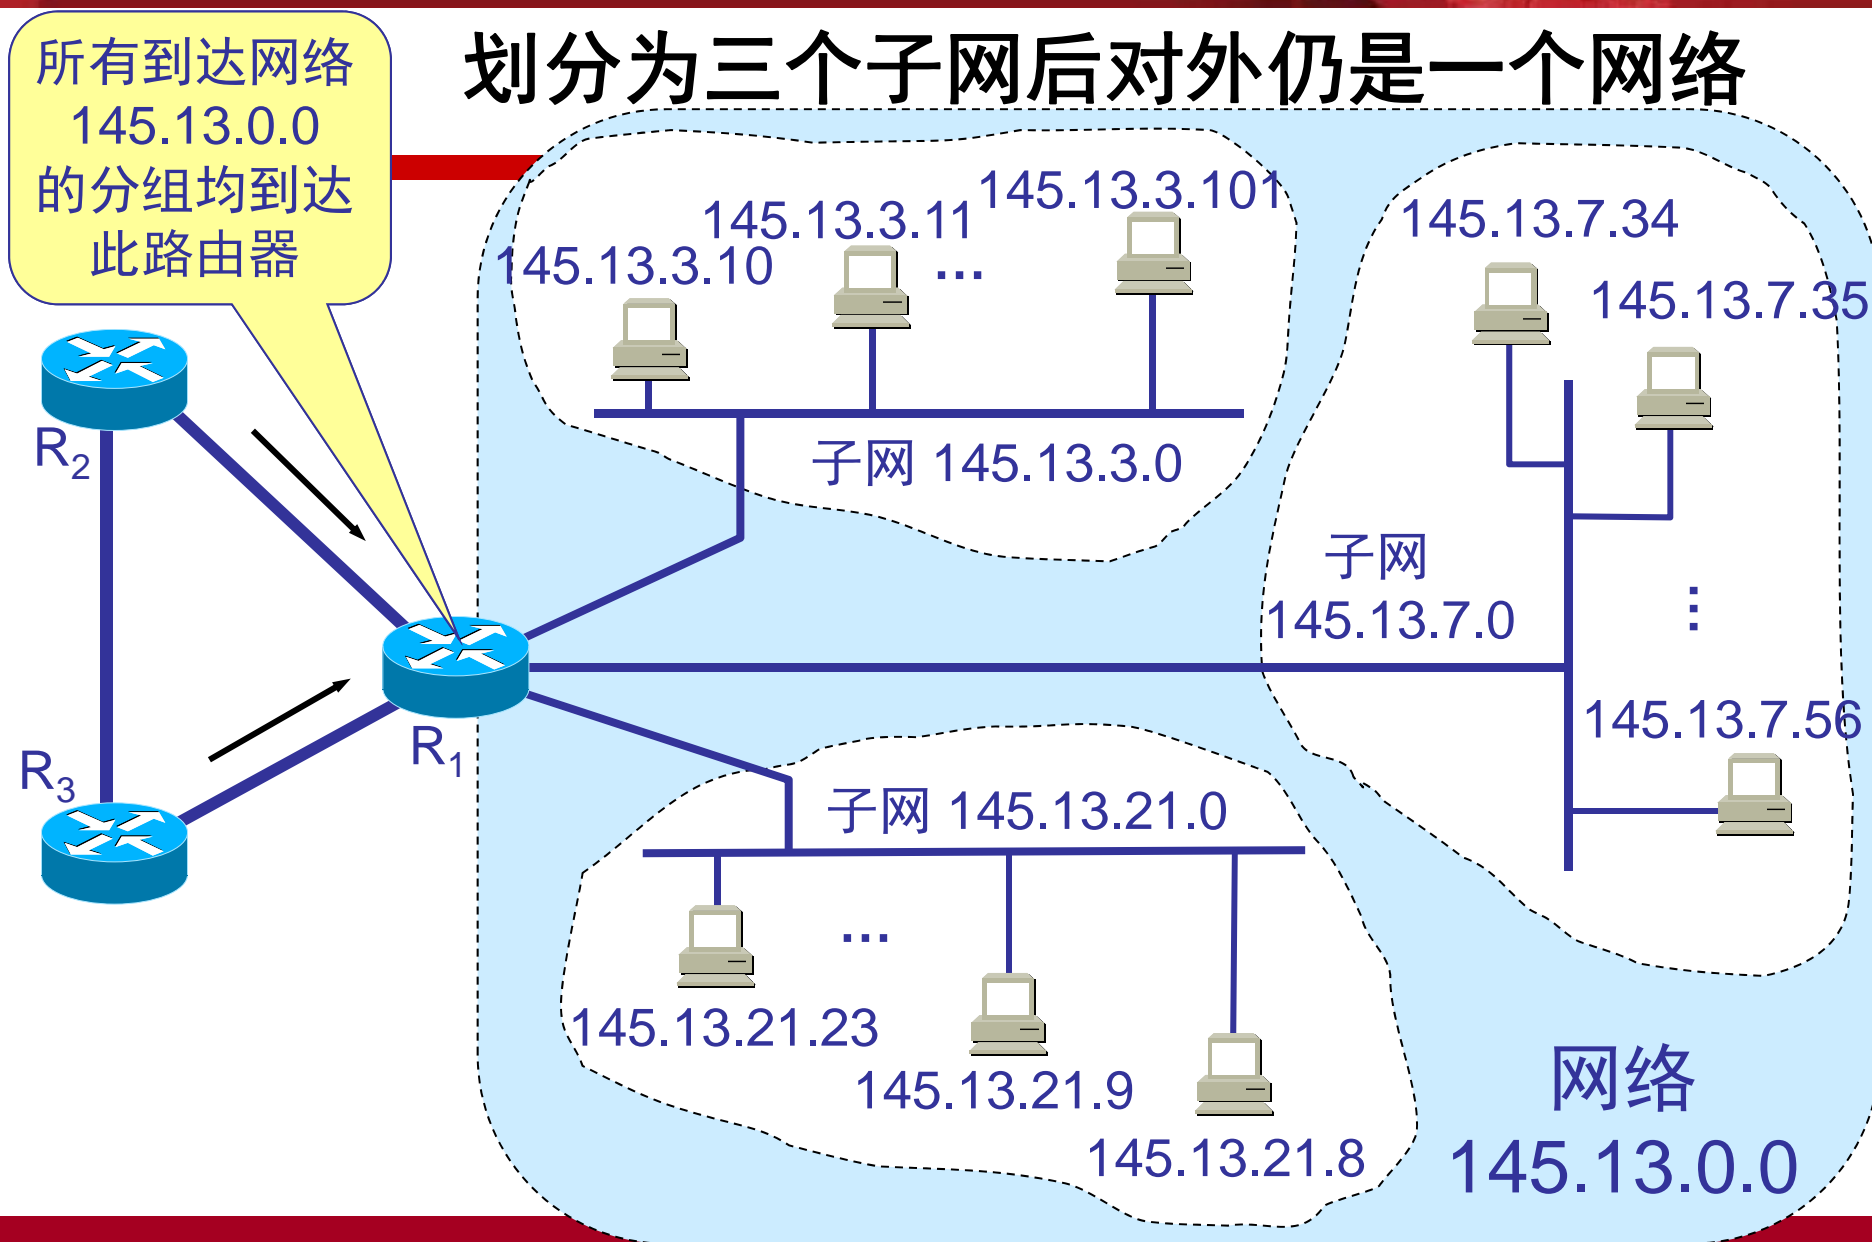 划分为三个子网后对外仍是一个网络
所有到达网络
145.13.0.0
的分组均到达
此路由器
145.13.3.10
145.13.3.11
…
145.13.3.101
子网 145.13.3.0
145.13.7.34
145.13.7.35
子网
145.13.7.0
…
145.13.7.56
R2
R3
R1
子网 145.13.21.0
…
145.13.21.23
145.13.21.9
145.13.21.8
网络
145.13.0.0